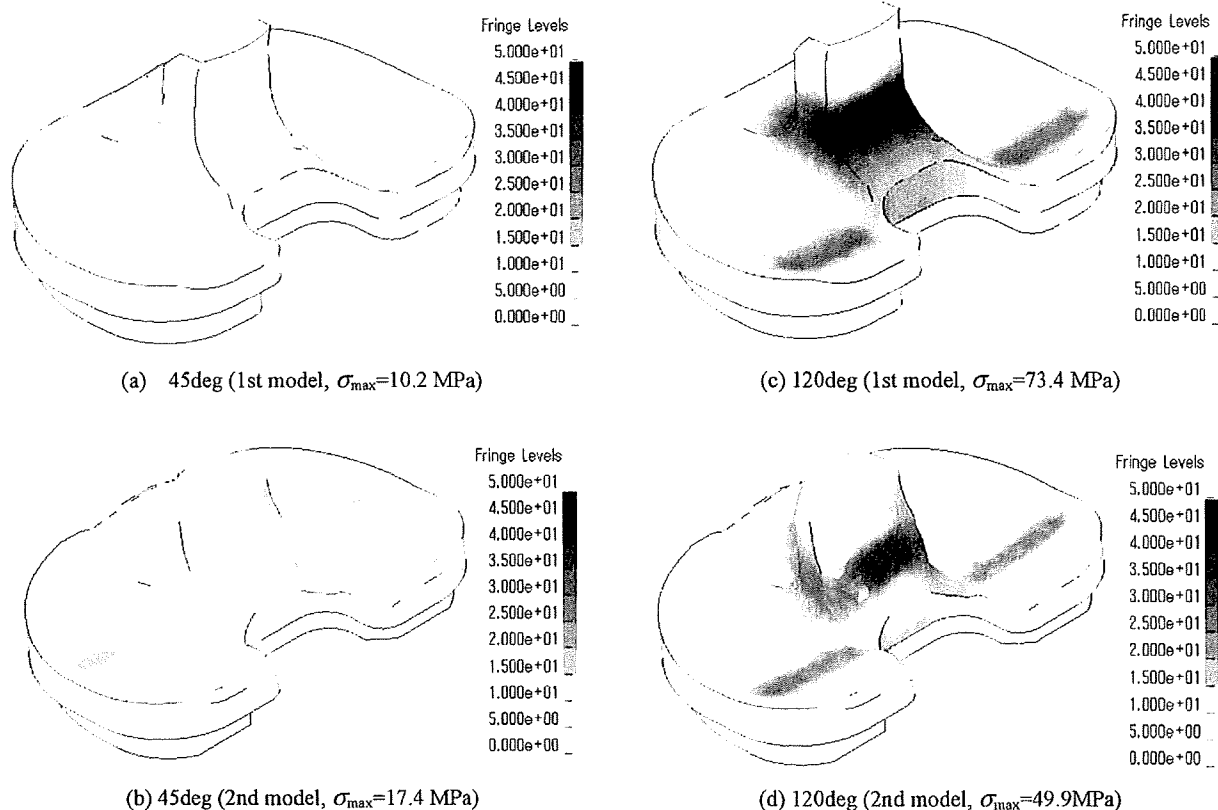 Fringe Levels
5.000e+01
4.500e+01
4.000e+01
3.500e+01
3.000e+01
2.500e+01
2.000e+01
1.500e+01
1.000e+01
5.000e+00
0.000e+00
(a) 45deg (1st model, σmax=10.2 MPa)
Fringe Levels
5.000e+01
4.500e+01
4.000e+01
3.500e+01
3.000e+01
2.500e+01
2.000e+01
1.500e+01
1.000e+01
5.000e+00
0.000e+00
(c) 120deg (1st model, σmax=73.4 MPa)
Fringe Levels
5.000e+01
4.500e+01
4.000e+01
3.500e+01
3.000e+01
2.500e+01
2.000e+01
1.500e+01
1.000e+01
5.000e+00
0.000e+00
(b) 45deg (2nd model, σmax=17.4 MPa)
Fringe Levels
5.000e+01
4.500e+01
4.000e+01
3.500e+01
3.000e+01
2.500e+01
2.000e+01
1.500e+01
1.000e+01
5.000e+00
0.000e+00
(d) 120deg (2nd model, σmax=49.9MPa)